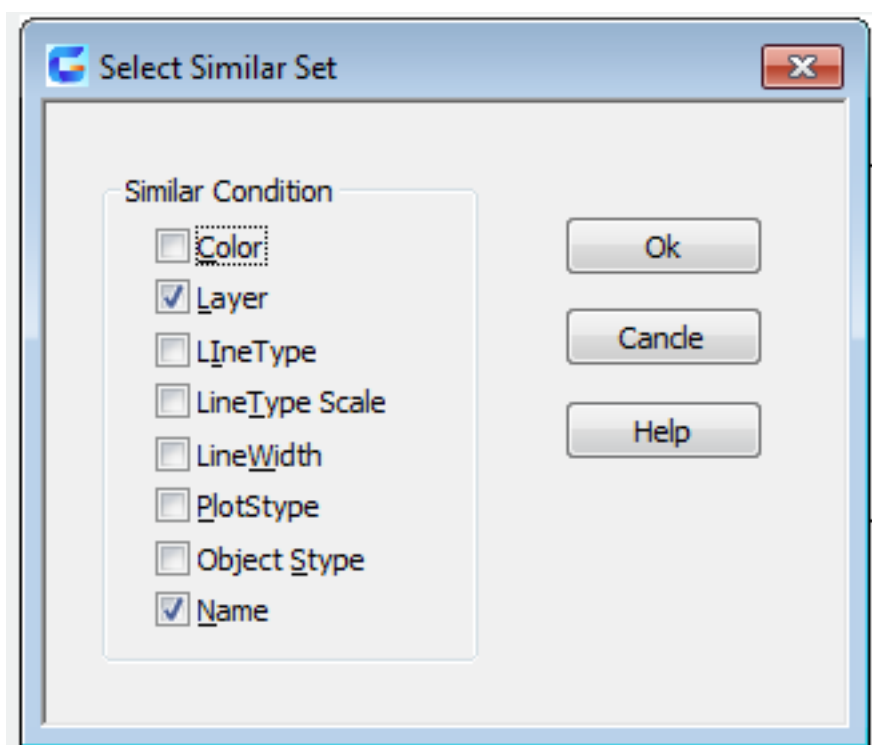 Select Similar Set
Similar Condition
Color
Layer
LIneType
LineType Scale
LineWidth
PlotStype
Object Stype
Name
Ok
Cancle
Help